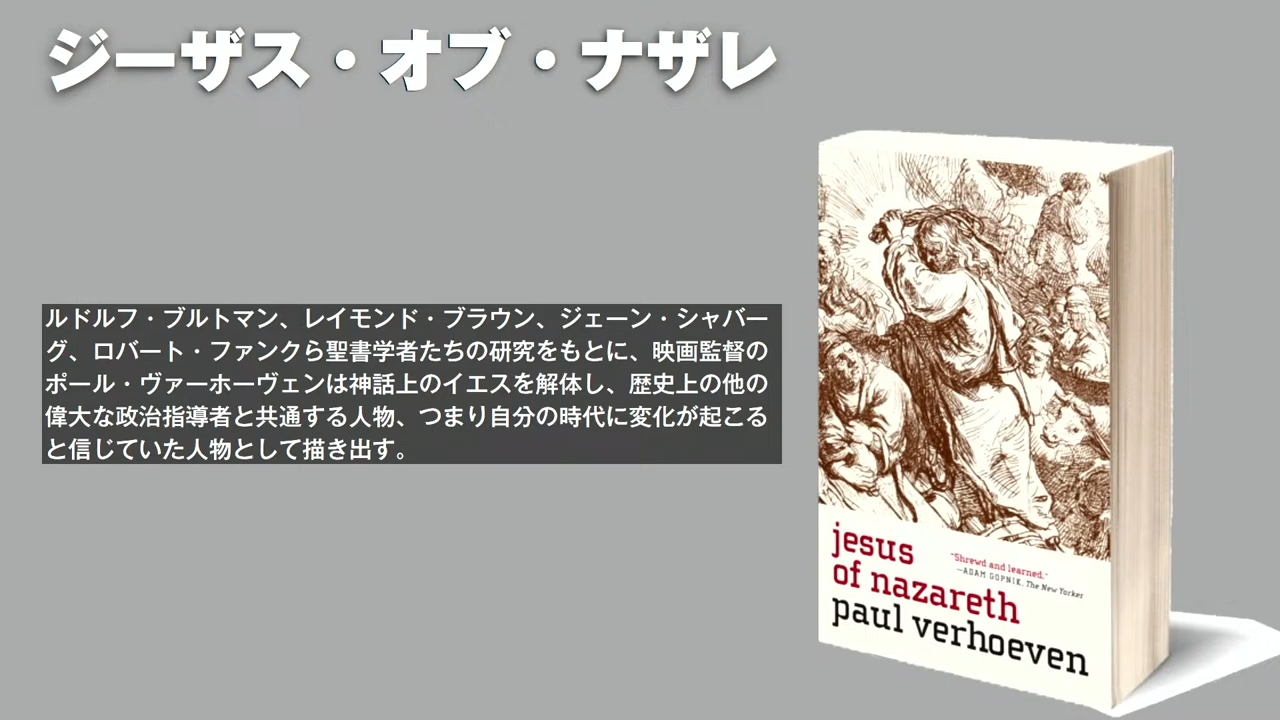 ジーザス・オブ・ナザレ
ルドルフ・ブルトマン、レイモンド・ブラウン、ジェーン・シャバー
グ、ロバート・ファンクら聖書学者たちの研究をもとに、映画監督の
ポール・ヴァーホーヴェンは神話上のイエスを解体し、歴史上の他の
偉大な政治指導者と共通する人物、つまり自分の時代に変化が起こる
と信じていた人物として描き出す。
jesus
of nazareth
paul verhoeven
"Shrewd and learned."
—ADAM GOPNIK, The New Yorker